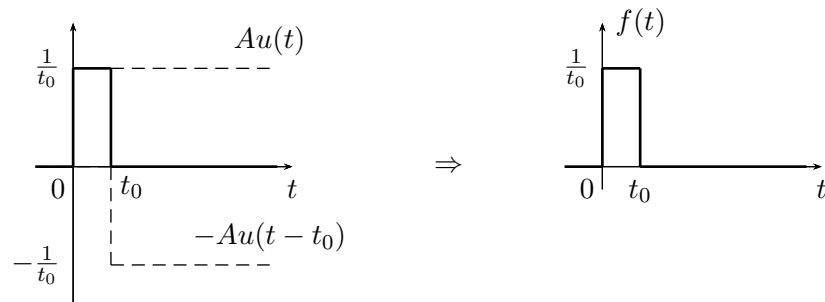 Au(t)
1/t₀
0
t₀
t
−Au(t − t₀)
−1/t₀
⇒
f(t)
1/t₀
0
t₀
t